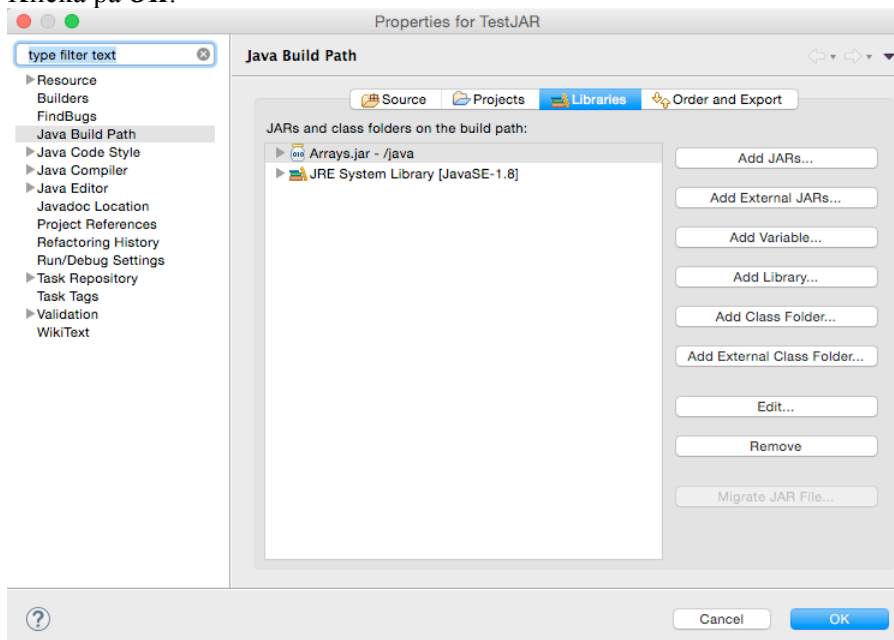 Klicka på OK.
Properties for TestJAR
type filter text
Java Build Path
Resource
Builders
FindBugs
Java Build Path
Java Code Style
Java Compiler
Java Editor
Javadoc Location
Project References
Refactoring History
Run/Debug Settings
Task Repository
Task Tags
Validation
WikiText
Source
Projects
Libraries
Order and Export
JARs and class folders on the build path:
Arrays.jar - /java
JRE System Library [JavaSE-1.8]
Add JARs...
Add External JARs...
Add Variable...
Add Library...
Add Class Folder...
Add External Class Folder...
Edit...
Remove
Migrate JAR File...
?
Cancel
OK